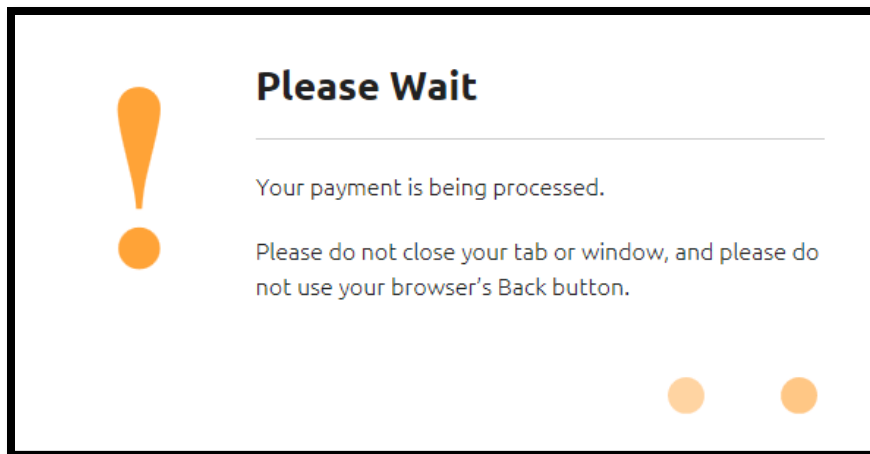 Please Wait
Your payment is being processed.
Please do not close your tab or window, and please do
not use your browser’s Back button.